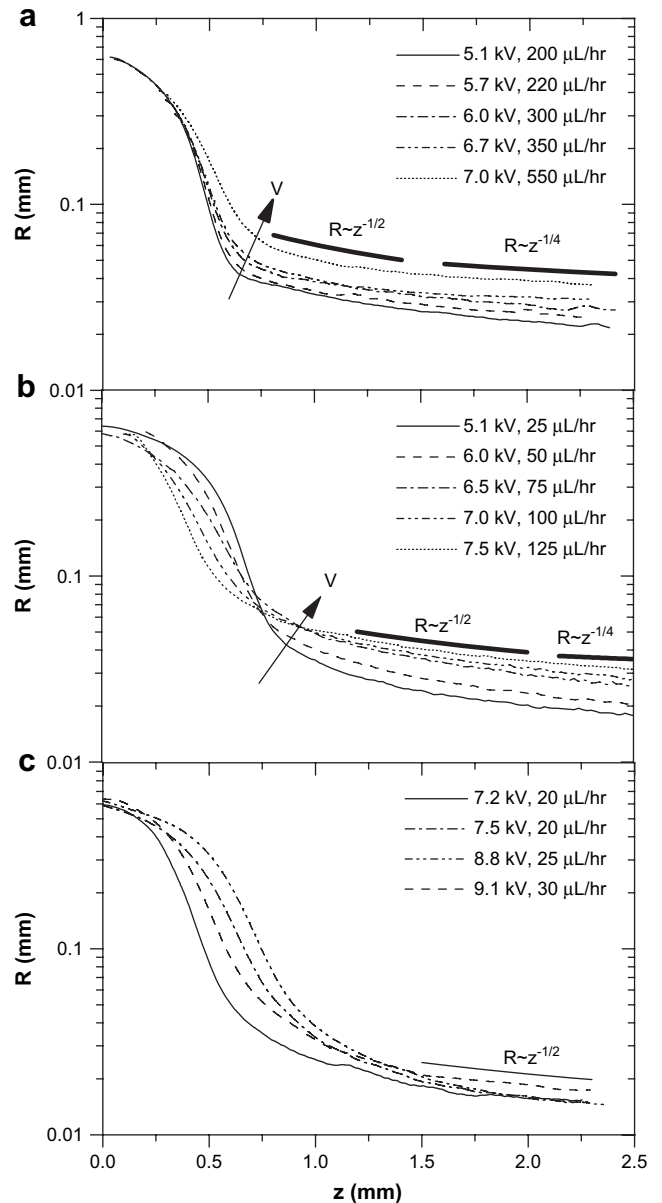 a
1
5.1 kV, 200 μL/hr
5.7 kV, 220 μL/hr
6.0 kV, 300 μL/hr
6.7 kV, 350 μL/hr
7.0 kV, 550 μL/hr
V
R~z-1/2
R~z-1/4
0.1
R (mm)
0.01
b
5.1 kV, 25 μL/hr
6.0 kV, 50 μL/hr
6.5 kV, 75 μL/hr
7.0 kV, 100 μL/hr
7.5 kV, 125 μL/hr
0.1
V
R~z-1/2
R~z-1/4
R (mm)
0.01
c
7.2 kV, 20 μL/hr
7.5 kV, 20 μL/hr
8.8 kV, 25 μL/hr
9.1 kV, 30 μL/hr
0.1
R (mm)
R~z-1/2
0.01
0.0 0.5 1.0 1.5 2.0 2.5
z (mm)